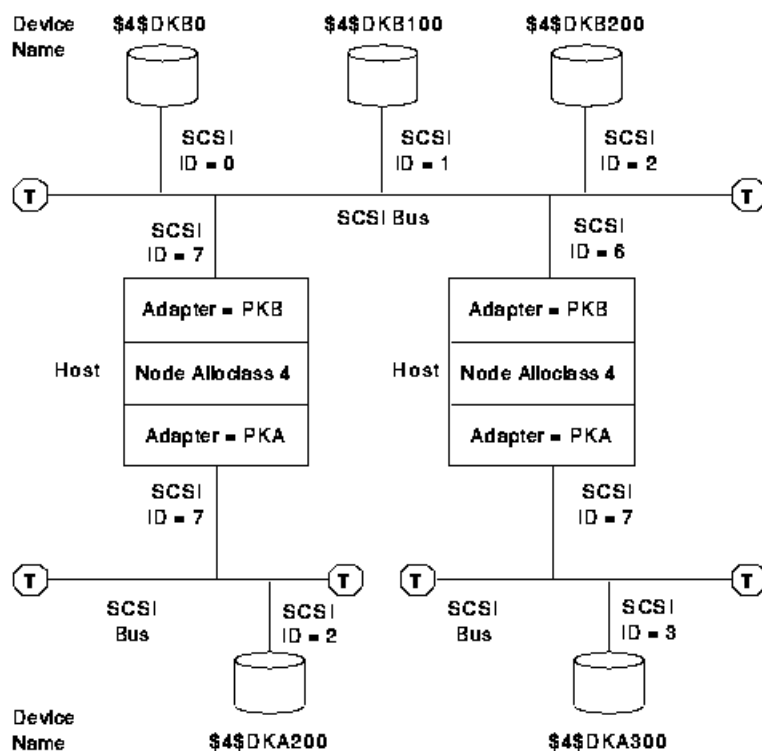 Device Name
$4$DKB0
$4$DKB100
$4$DKB200
SCSI
ID = 0
SCSI
ID = 1
SCSI
ID = 2
T
T
SCSI Bus
SCSI
ID = 7
SCSI
ID = 6
Adapter = PKB
Adapter = PKB
Host
Node Alloclass 4
Host
Node Alloclass 4
Adapter = PKA
Adapter = PKA
SCSI
ID = 7
SCSI
ID = 7
T
T
T
T
SCSI
Bus
SCSI
ID = 2
SCSI
Bus
SCSI
ID = 3
Device
Name
$4$DKA200
$4$DKA300